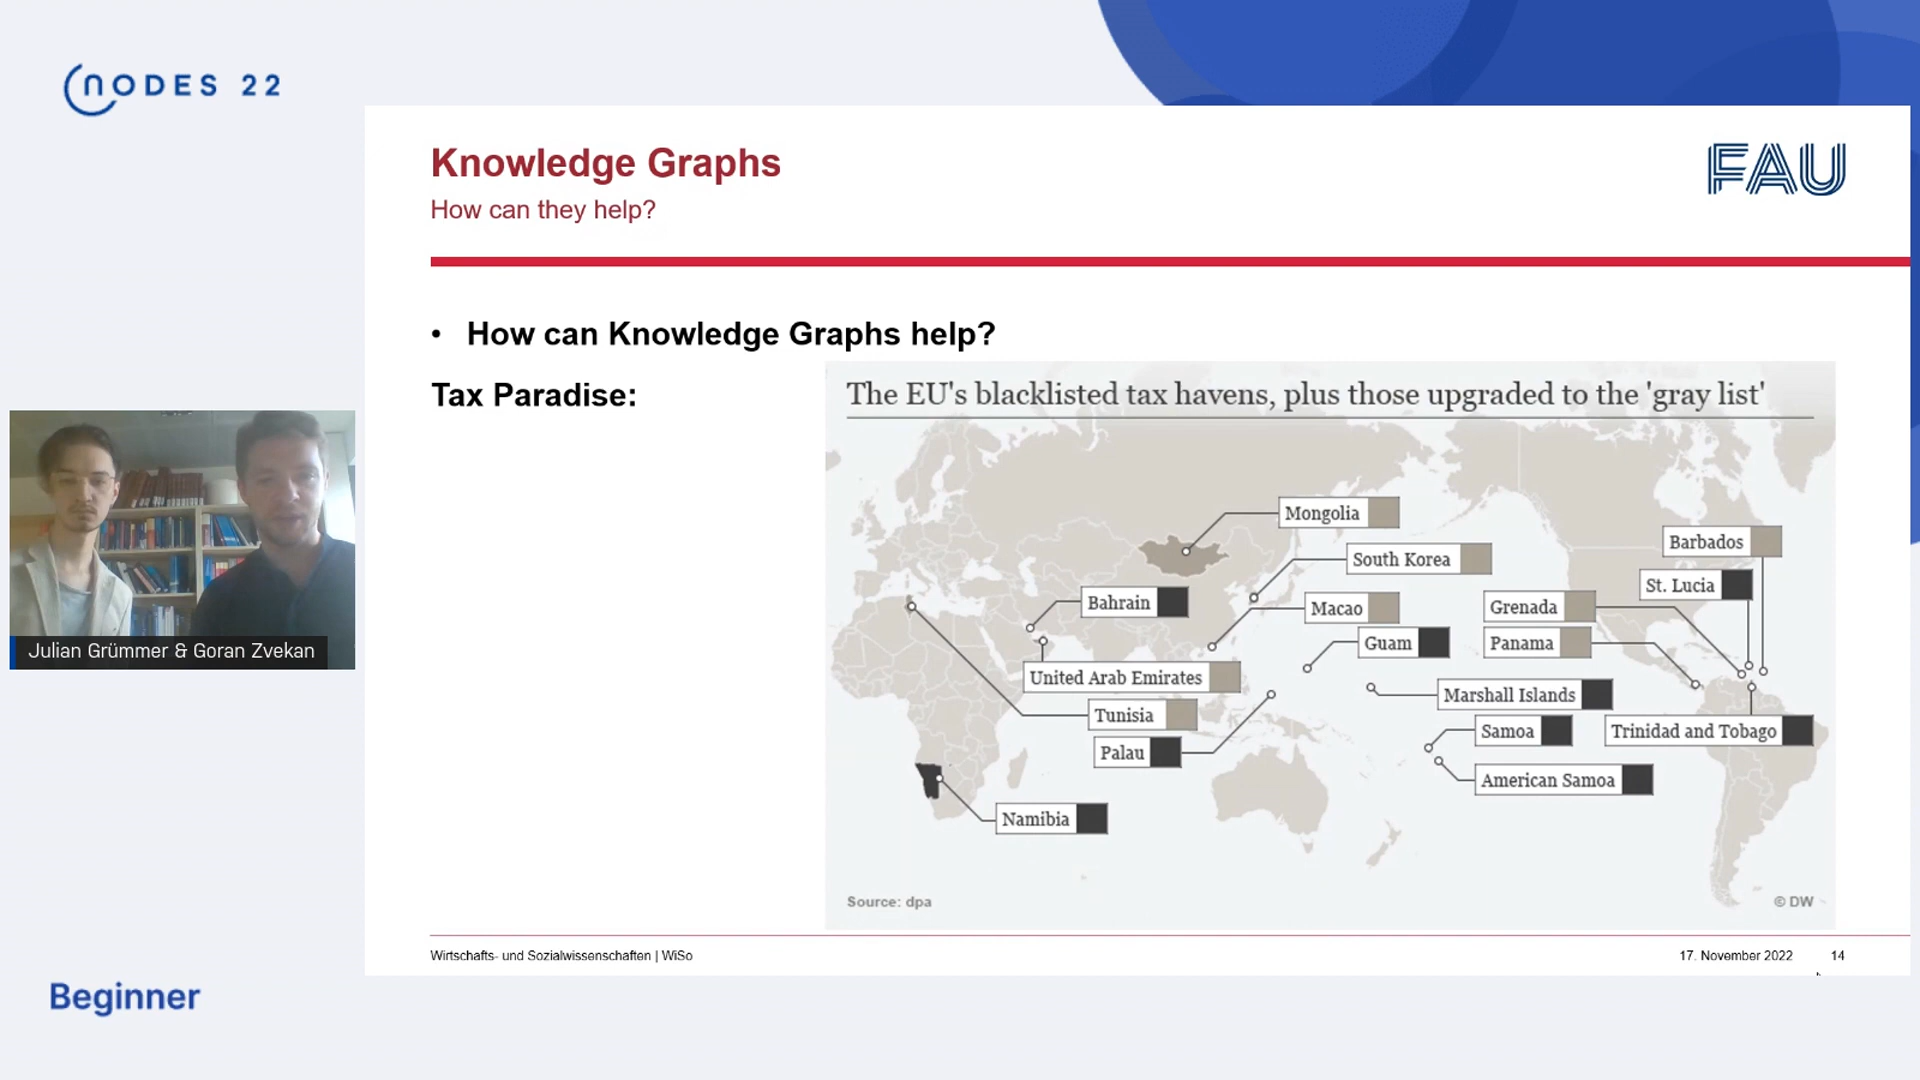 NODES 22
FAU
Knowledge Graphs
How can they help?
• How can Knowledge Graphs help?
Tax Paradise:
The EU's blacklisted tax havens, plus those upgraded to the 'gray list'
Mongolia
South Korea
Barbados
St. Lucia
Bahrain
Macao
Grenada
Guam
Panama
United Arab Emirates
Marshall Islands
Tunisia
Samoa
Trinidad and Tobago
Palau
American Samoa
Namibia
Source: dpa
© DW
Julian Grümmer & Goran Zvekan
Wirtschafts- und Sozialwissenschaften | WiSo
17. November 2022
14
Beginner